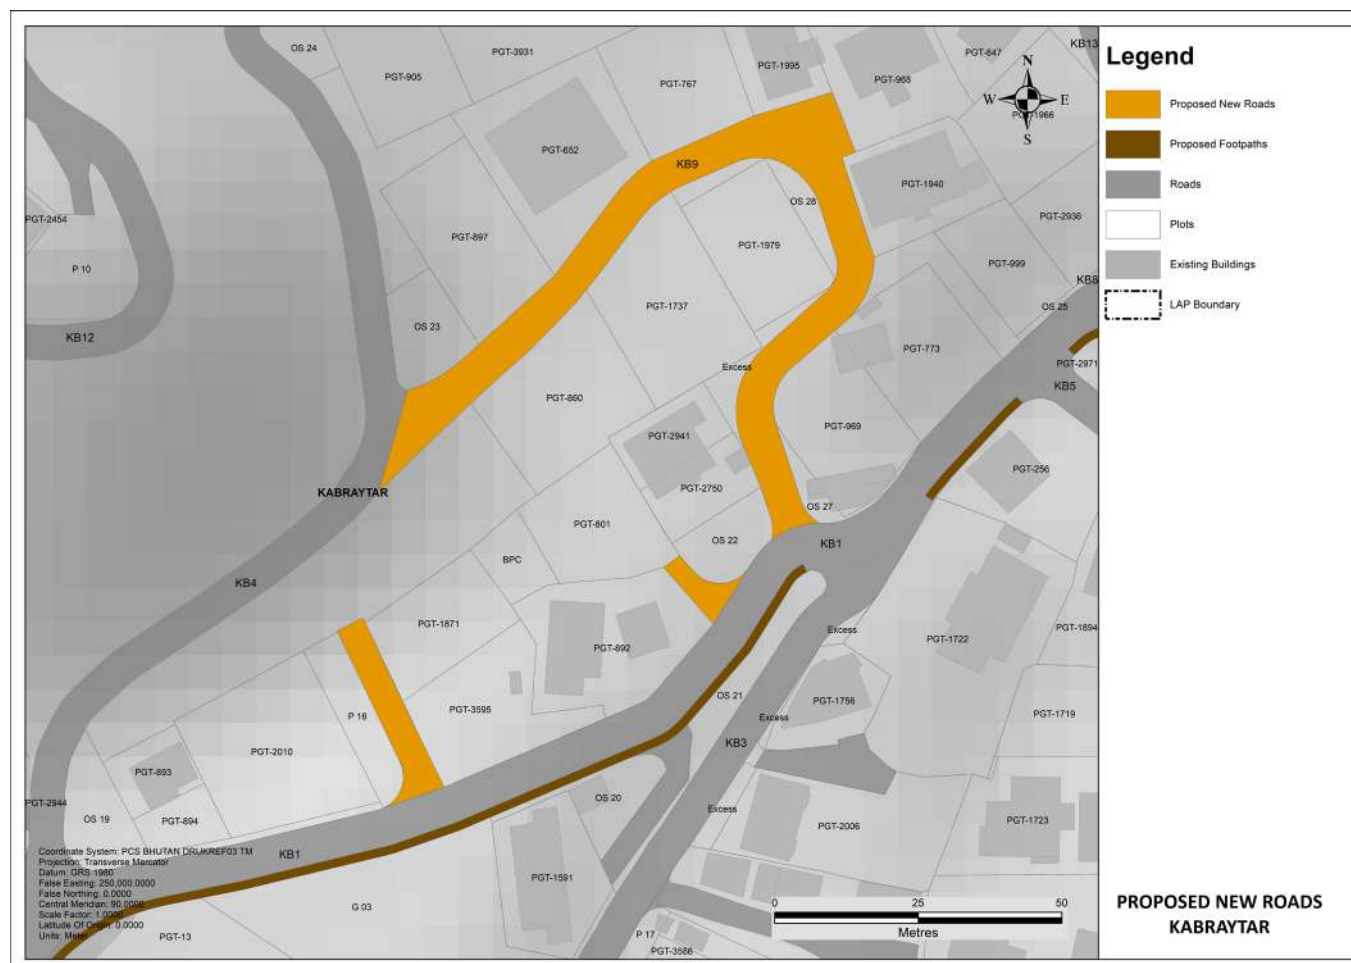 OS 24
PGT-3931
PGT-905
PGT-767
PGT-1995
PGT-968
PGT-847
KB13
N
W
E
S
PGT-1966
PGT-652
KB9
PGT-1940
OS 28
PGT-2454
P 10
PGT-897
PGT-1979
PGT-2936
PGT-999
KB8
PGT-1737
OS 25
OS 23
KB12
PGT-773
PGT-2971
Excess
KB5
PGT-860
PGT-969
PGT-2941
PGT-256
PGT-2750
KABRAYTAR
OS 27
PGT-801
OS 22
KB1
BPC
KB4
PGT-1871
Excess
PGT-1894
PGT-1722
PGT-892
OS 21
PGT-1756
P 16
PGT-3595
Excess
PGT-1719
KB3
PGT-2010
PGT-893
OS 20
PGT-2944
Excess
OS 19
PGT-894
PGT-2006
PGT-1723
KB1
PGT-1591
G 03
PGT-13
P 17
PGT-3586
Coordinate System: PCS BHUTAN DRUKREF03 TM
Projection: Transverse Mercator
Datum: GRS 1980
False Easting: 250,000.0000
False Northing: 0.0000
Central Meridian: 90.0000
Scale Factor: 1.0000
Latitude Of Origin: 0.0000
Units: Meter
0 25 50
Metres
Legend
Proposed New Roads
Proposed Footpaths
Roads
Plots
Existing Buildings
LAP Boundary
PROPOSED NEW ROADS
KABRAYTAR